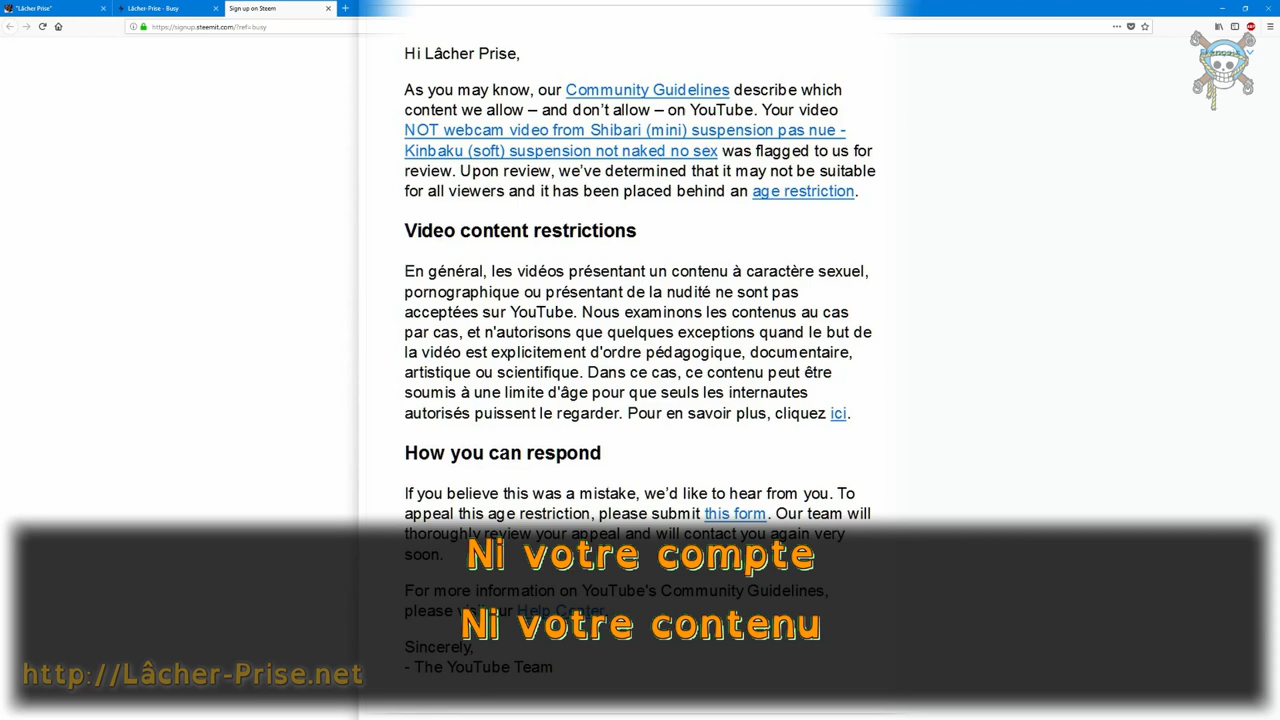 "Lâcher Prise"
Lâcher-Prise - Busy
Sign up on Steem
https://signup.steemit.com/?ref=busy
Hi Lâcher Prise,
As you may know, our Community Guidelines describe which
content we allow – and don’t allow – on YouTube. Your video
NOT webcam video from Shibari (mini) suspension pas nue -
Kinbaku (soft) suspension not naked no sex was flagged to us for
review. Upon review, we’ve determined that it may not be suitable
for all viewers and it has been placed behind an age restriction.
Video content restrictions
En général, les vidéos présentant un contenu à caractère sexuel,
pornographique ou présentant de la nudité ne sont pas
acceptées sur YouTube. Nous examinons les contenus au cas
par cas, et n'autorisons que quelques exceptions quand le but de
la vidéo est explicitement d'ordre pédagogique, documentaire,
artistique ou scientifique. Dans ce cas, ce contenu peut être
soumis à une limite d'âge pour que seuls les internautes
autorisés puissent le regarder. Pour en savoir plus, cliquez ici.
How you can respond
If you believe this was a mistake, we’d like to hear from you. To
appeal this age restriction, please submit this form. Our team will
thoroughly review your appeal and will contact you again very
soon.
Ni votre compte
For more information on YouTube's Community Guidelines,
please visit our Help Center.
Ni votre contenu
Sincerely,
- The YouTube Team
http://Lâcher-Prise.net